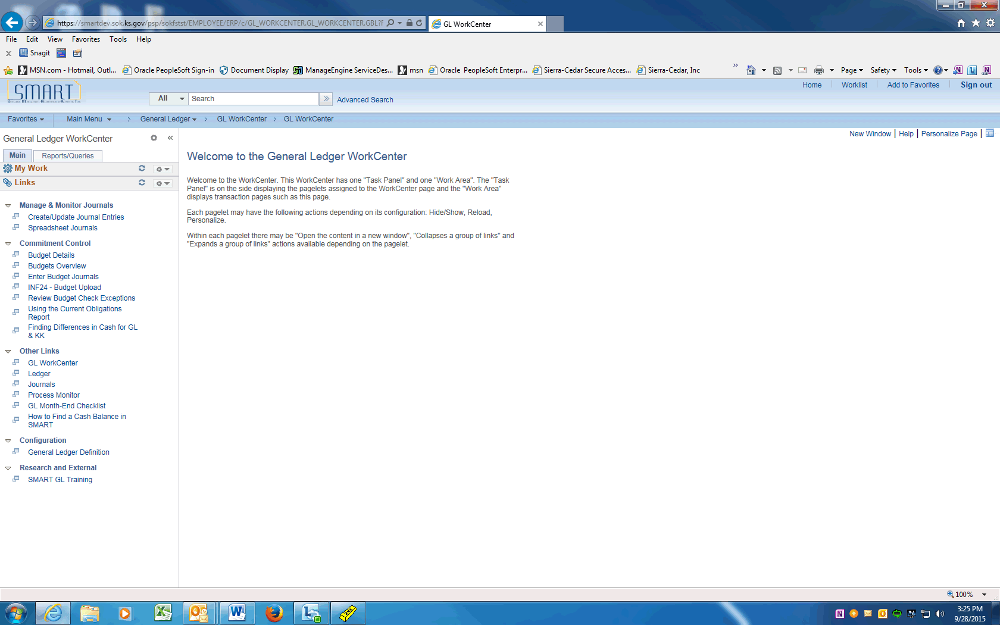 https://smartdev.sok.ks.gov/psp/sokfstst/EMPLOYEE/ERP/c/GL_WORKCENTER.GL_WORKCENTER.GBL?F
GL WorkCenter
File Edit View Favorites Tools Help
Snagit
MSN.com - Hotmail, Outl... Oracle PeopleSoft Sign-in Document Display ManageEngine ServiceDes... msn Oracle PeopleSoft Enterpr... Sierra-Cedar Secure Acces... Sierra-Cedar, Inc
Page Safety Tools
SMART
All Search Advanced Search
Home Worklist Add to Favorites Sign out
Favorites Main Menu > General Ledger > GL WorkCenter > GL WorkCenter
New Window | Help | Personalize Page |
General Ledger WorkCenter
Main Reports/Queries
My Work
Links
Manage & Monitor Journals
Create/Update Journal Entries
Spreadsheet Journals
Commitment Control
Budget Details
Budgets Overview
Enter Budget Journals
INF24 - Budget Upload
Review Budget Check Exceptions
Using the Current Obligations
Report
Finding Differences in Cash for GL
& KK
Other Links
GL WorkCenter
Ledger
Journals
Process Monitor
GL Month-End Checklist
How to Find a Cash Balance in
SMART
Configuration
General Ledger Definition
Research and External
SMART GL Training
Welcome to the General Ledger WorkCenter
Welcome to the WorkCenter. This WorkCenter has one "Task Panel" and one "Work Area". The "Task
Panel" is on the side displaying the pagelets assigned to the WorkCenter page and the "Work Area"
displays transaction pages such as this page.
Each pagelet may have the following actions depending on its configuration: Hide/Show, Reload,
Personalize.
Within each pagelet there may be "Open the content in a new window", "Collapses a group of links" and
"Expands a group of links" actions available depending on the pagelet.
100%
3:25 PM
9/28/2015